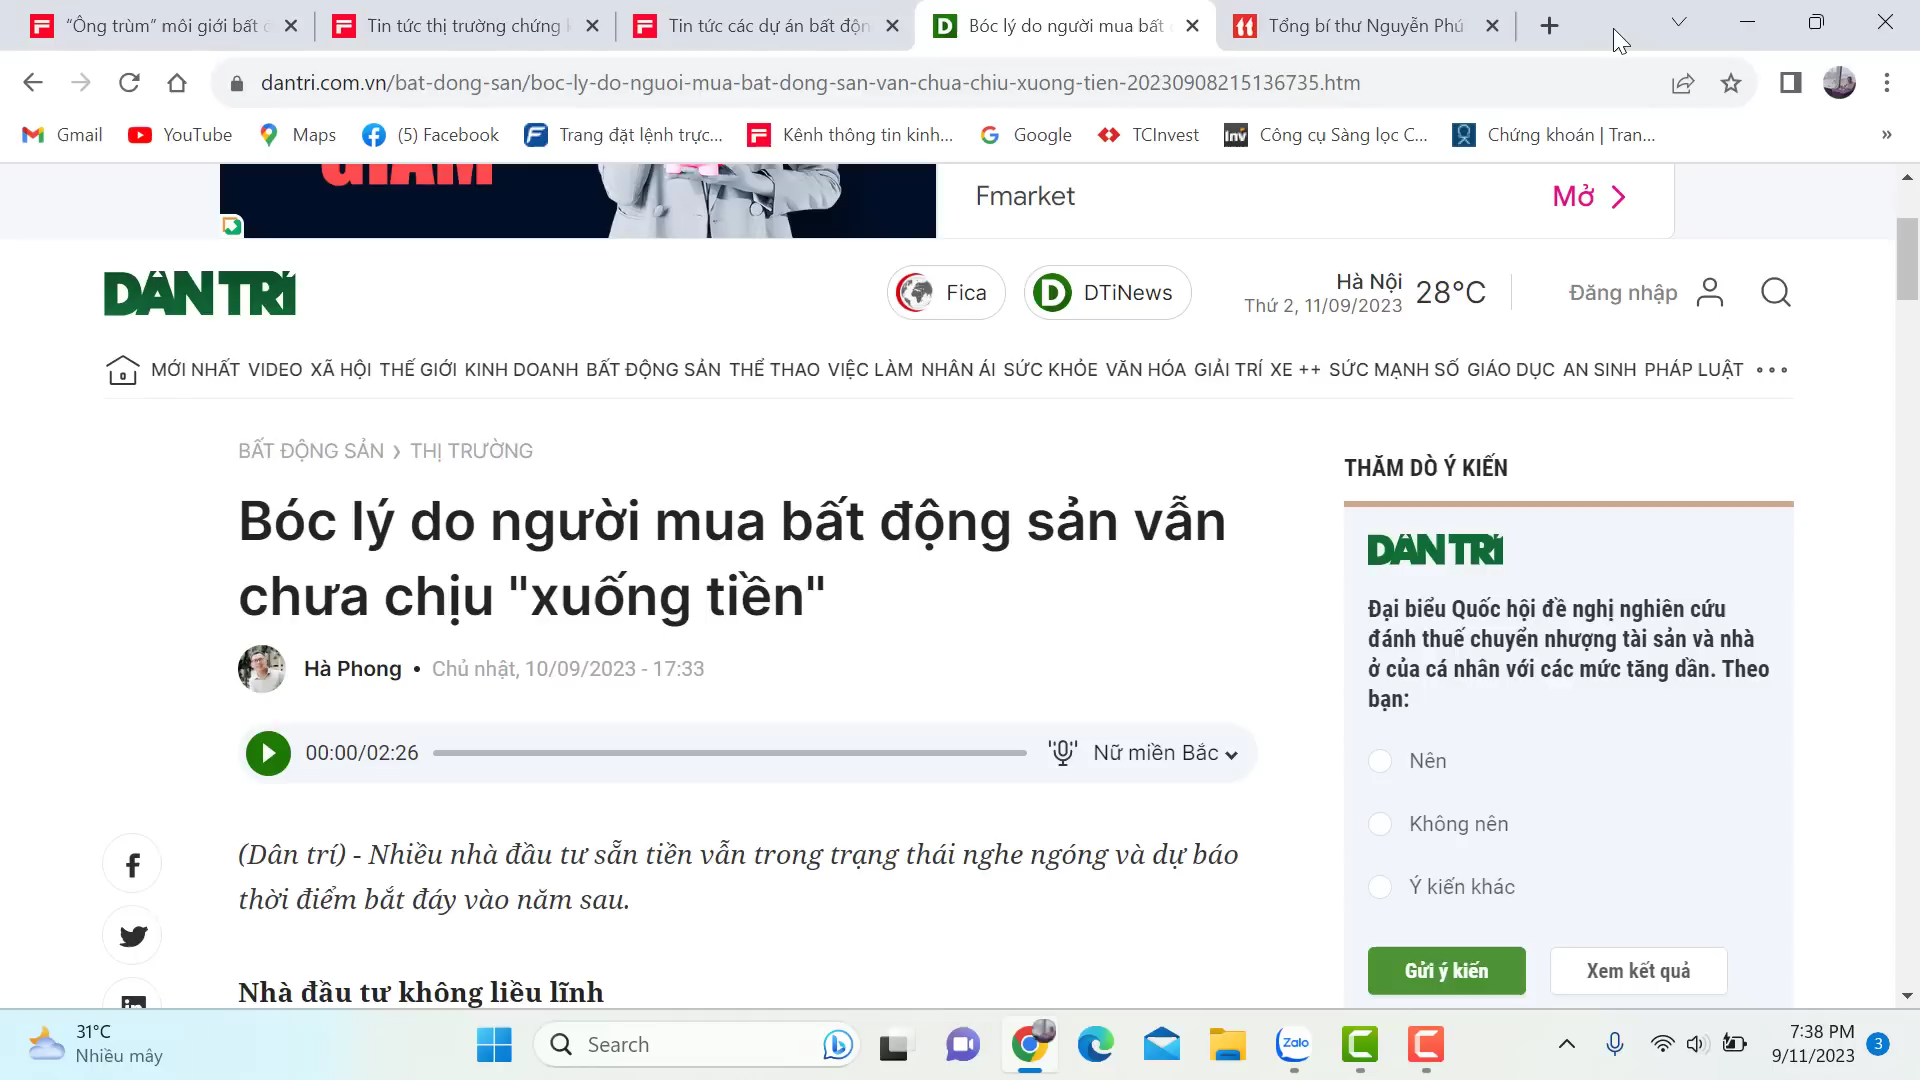 "Ông trùm" môi giới bất đ
Tin tức thị trường chứng k
Tin tức các dự án bất độn
Bóc lý do người mua bất
Tổng bí thư Nguyễn Phú
dantri.com.vn/bat-dong-san/boc-ly-do-nguoi-mua-bat-dong-san-van-chua-chiu-xuong-tien-20230908215136735.htm
Gmail
YouTube
Maps
(5) Facebook
Trang đặt lệnh trực...
Kênh thông tin kinh...
Google
TCInvest
Inv
Công cụ Sàng lọc C...
Chứng khoán | Tran...
»
GIẢM
Fmarket
Mở
DÂN TRÍ
Fica
DTiNews
Hà Nội
Thứ 2, 11/09/2023
28°C
Đăng nhập
MỚI NHẤT VIDEO XÃ HỘI THẾ GIỚI KINH DOANH BẤT ĐỘNG SẢN THỂ THAO VIỆC LÀM NHÂN ÁI SỨC KHỎE VĂN HÓA GIẢI TRÍ XE ++ SỨC MẠNH SỐ GIÁO DỤC AN SINH PHÁP LUẬT
BẤT ĐỘNG SẢN › THỊ TRƯỜNG
Bóc lý do người mua bất động sản vẫn
chưa chịu "xuống tiền"
Hà Phong • Chủ nhật, 10/09/2023 - 17:33
00:00/02:26
Nữ miền Bắc
(Dân trí) - Nhiều nhà đầu tư sẵn tiền vẫn trong trạng thái nghe ngóng và dự báo
thời điểm bắt đáy vào năm sau.
Nhà đầu tư không liều lĩnh
THĂM DÒ Ý KIẾN
DÂN TRÍ
Đại biểu Quốc hội đề nghị nghiên cứu
đánh thuế chuyển nhượng tài sản và nhà
ở của cá nhân với các mức tăng dần. Theo
bạn:
Nên
Không nên
Ý kiến khác
Gửi ý kiến
Xem kết quả
31°C
Nhiều mây
Search
Zalo
7:38 PM
9/11/2023
3